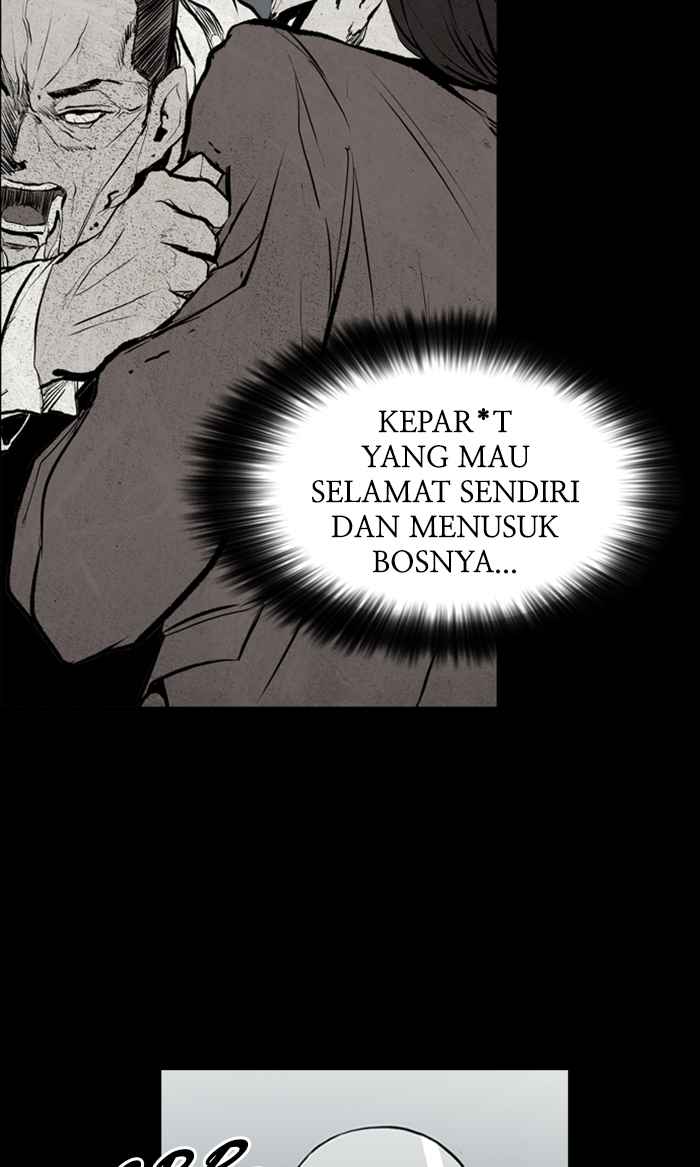 KEPAR*T
YANG MAU
SELAMAT SENDIRI
DAN MENUSUK
BOSNYA...